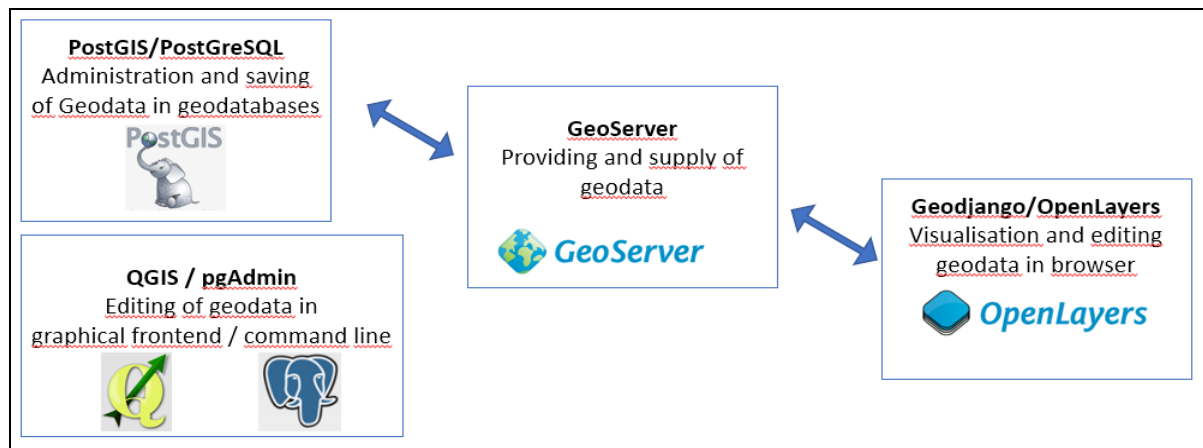 PostGIS/PostGreSQL
Administration and saving
of Geodata in geodatabases
PostGIS
QGIS / pgAdmin
Editing of geodata in
graphical frontend / command line
GeoServer
Providing and supply of
geodata
GeoServer
Geodjango/OpenLayers
Visualisation and editing
geodata in browser
OpenLayers